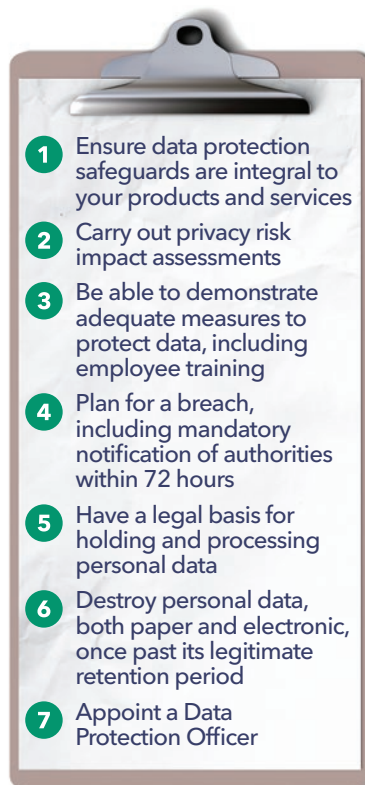 1 Ensure data protection
safeguards are integral to
your products and services
2 Carry out privacy risk
impact assessments
3 Be able to demonstrate
adequate measures to
protect data, including
employee training
4 Plan for a breach,
including mandatory
notification of authorities
within 72 hours
5 Have a legal basis for
holding and processing
personal data
6 Destroy personal data,
both paper and electronic,
once past its legitimate
retention period
7 Appoint a Data
Protection Officer